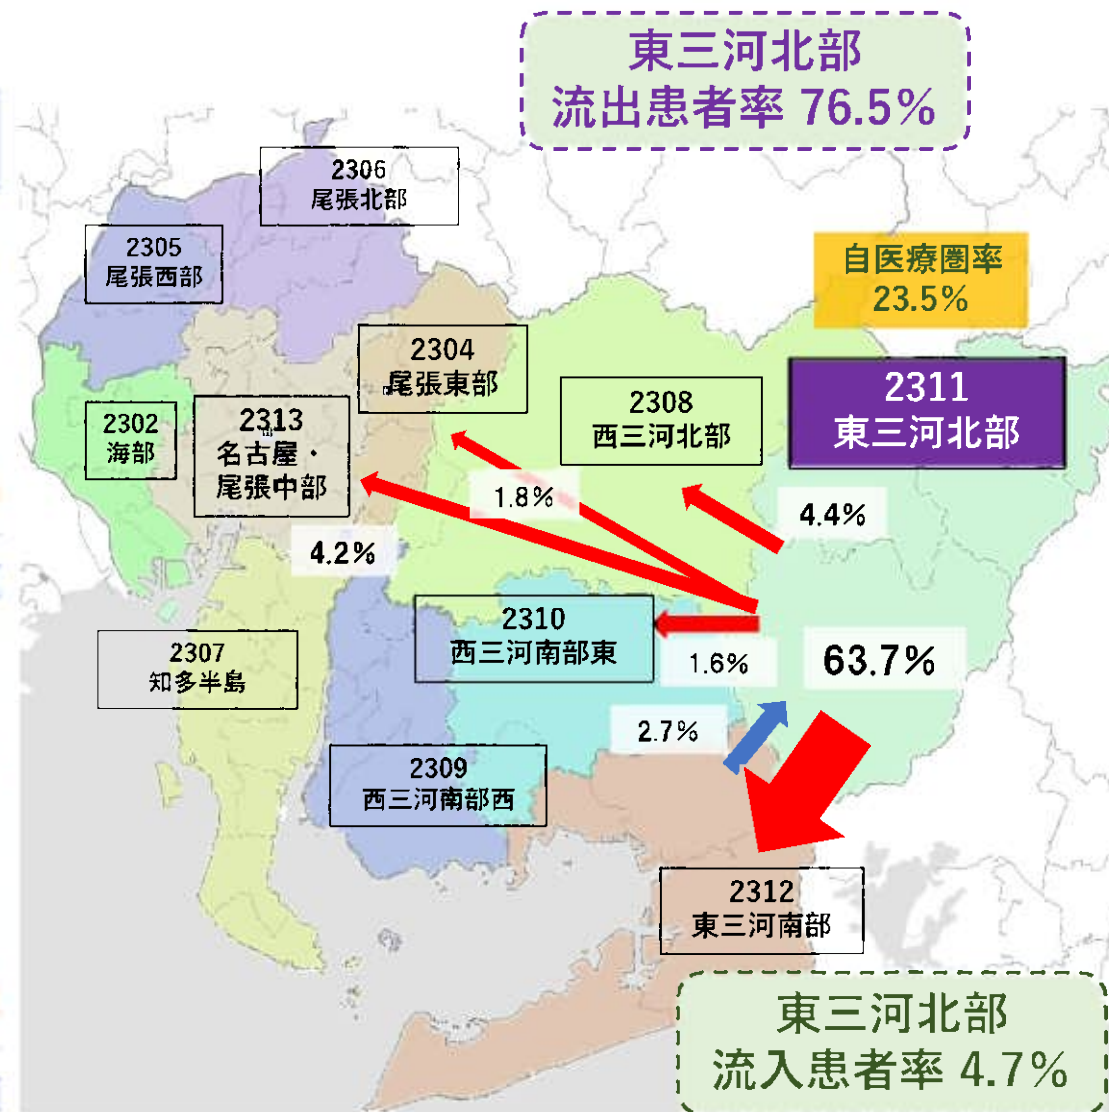 東三河北部
流出患者率 76.5%
2306
尾張北部
2305
尾張西部
自医療圏率
23.5%
2304
尾張東部
2311
東三河北部
2308
西三河北部
2302
海部
2313
名古屋・
尾張中部
1.8%
4.4%
4.2%
2310
西三河南部東
2307
知多半島
1.6%
63.7%
2.7%
2309
西三河南部西
2312
東三河南部
東三河北部
流入患者率 4.7%